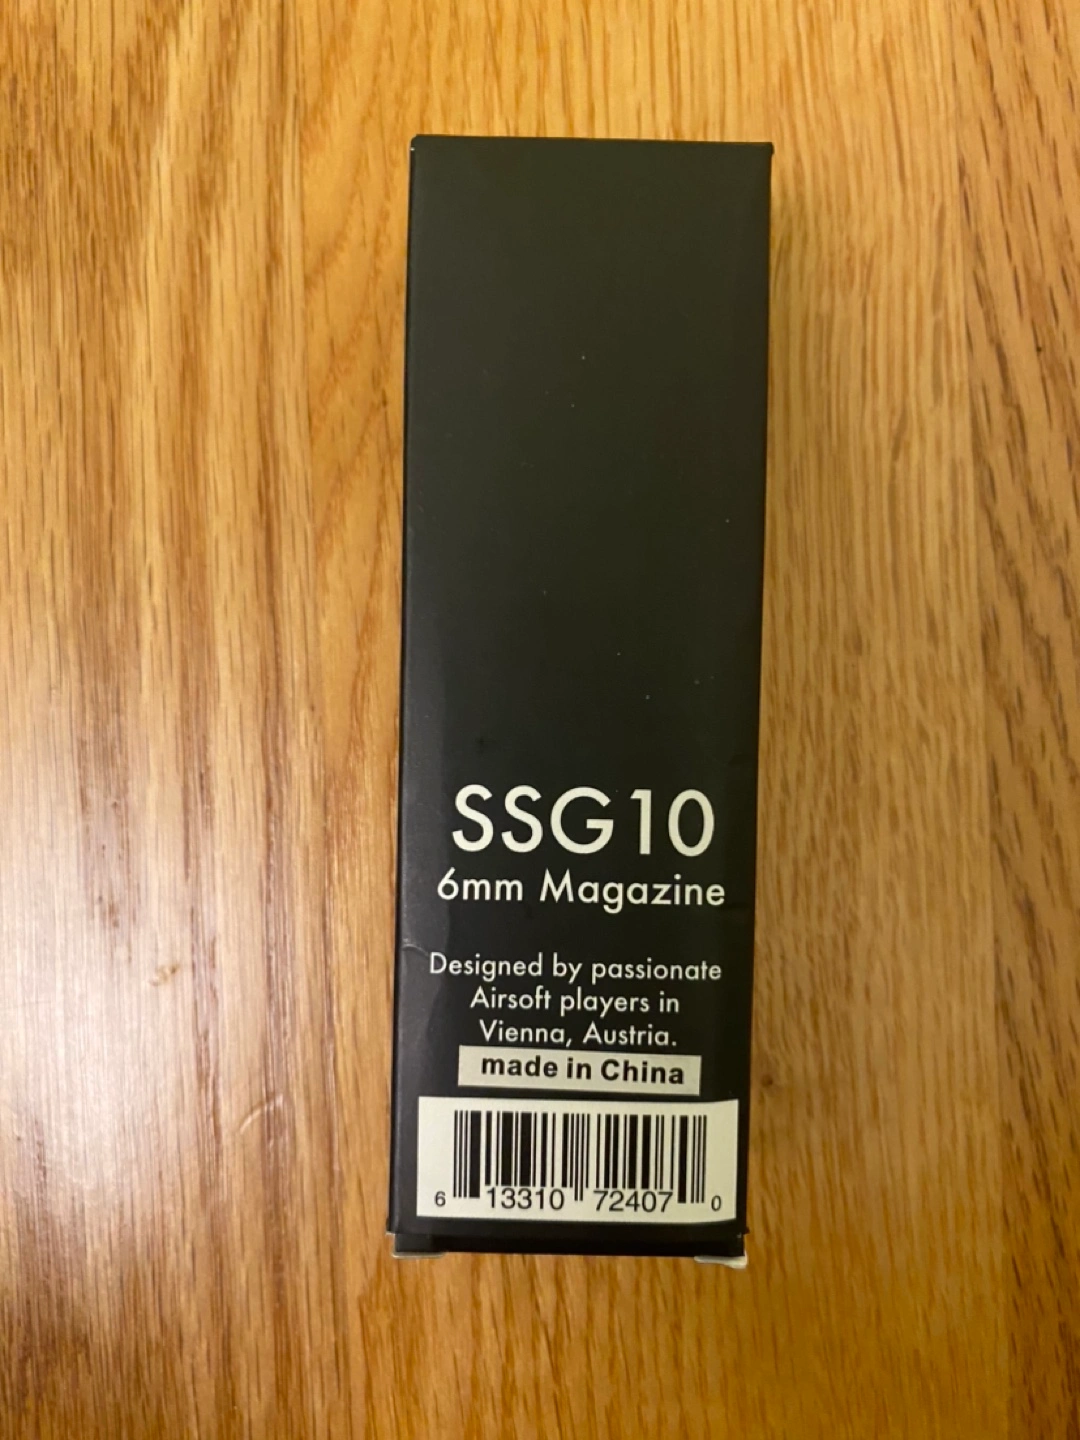 SSG10
6mm Magazine
Designed by passionate
Airsoft players in
Vienna, Austria.
made in China
6 13310 72407 0